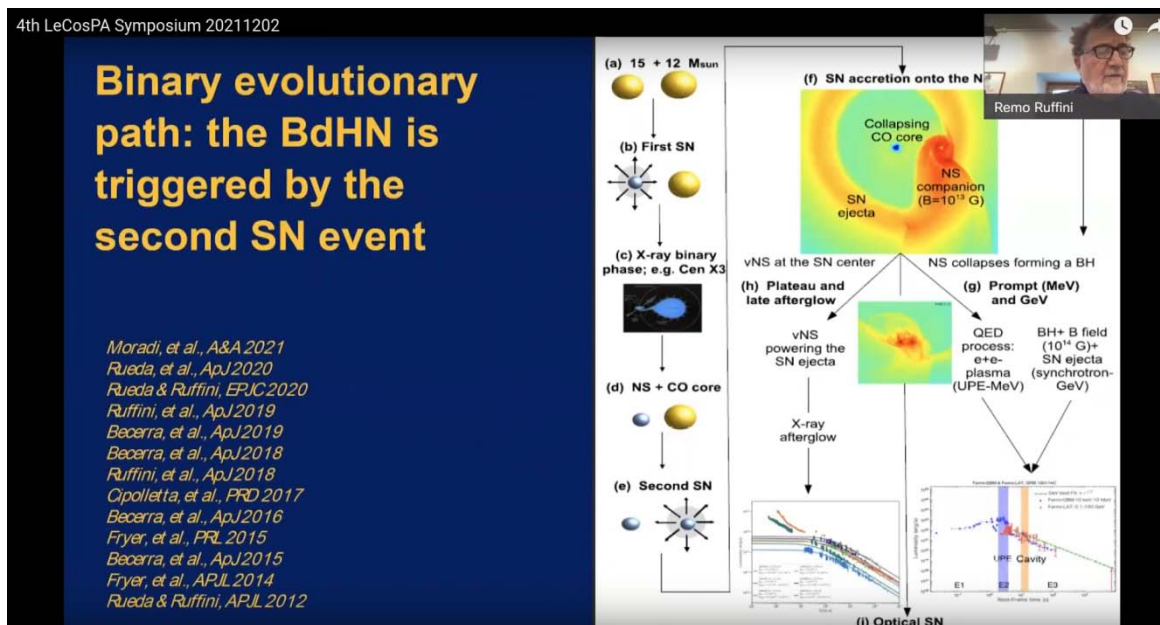 4th LeCosPA Symposium 20211202
Remo Ruffini
Binary evolutionary
path: the BdHN is
triggered by the
second SN event
Moradi, et al., A&A 2021
Rueda, et al., ApJ 2020
Rueda & Ruffini, EPJC 2020
Ruffini, et al., ApJ 2019
Becerra, et al., ApJ 2019
Becerra, et al., ApJ 2018
Ruffini, et al., ApJ 2018
Cipolletta, et al., PRD 2017
Becerra, et al., ApJ 2016
Fryer, et al., PRL 2015
Becerra, et al., ApJ 2015
Fryer, et al., APJL 2014
Rueda & Ruffini, APJL 2012
(a) 15 + 12 Msun
(b) First SN
(c) X-ray binary
phase; e.g. Cen X3
(d) NS + CO core
(e) Second SN
(f) SN accretion onto the N
Collapsing
CO core
NS
companion
(B=10¹³ G)
SN
ejecta
νNS at the SN center
NS collapses forming a BH
(h) Plateau and
late afterglow
(g) Prompt (MeV)
and GeV
νNS
powering the
SN ejecta
QED
process:
e+e-
plasma
(UPE-MeV)
BH+ B field
(10¹⁴ G)+
SN ejecta
(synchrotron-
GeV)
X-ray
afterglow
UPE Cavity
E1 E2 E3
(i) Optical SN